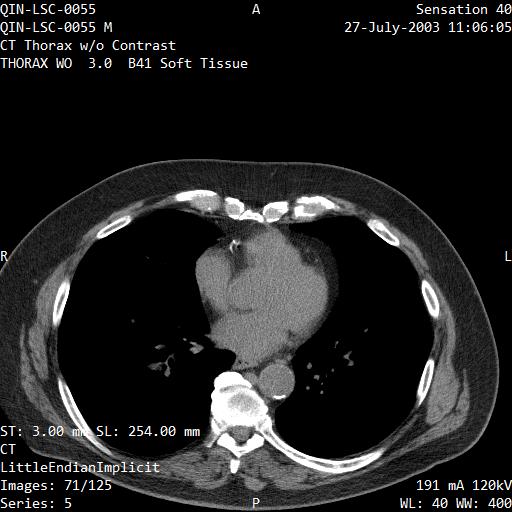 QIN-LSC-0055 A Sensation 40
QIN-LSC-0055 M 27-July-2003 11:06:05
CT Thorax w/o Contrast
THORAX WO 3.0 B41 Soft Tissue
R L
ST: 3.00 mm SL: 254.00 mm
CT
LittleEndianImplicit
Images: 71/125 191 mA 120kV
Series: 5 P WL: 40 WW: 400